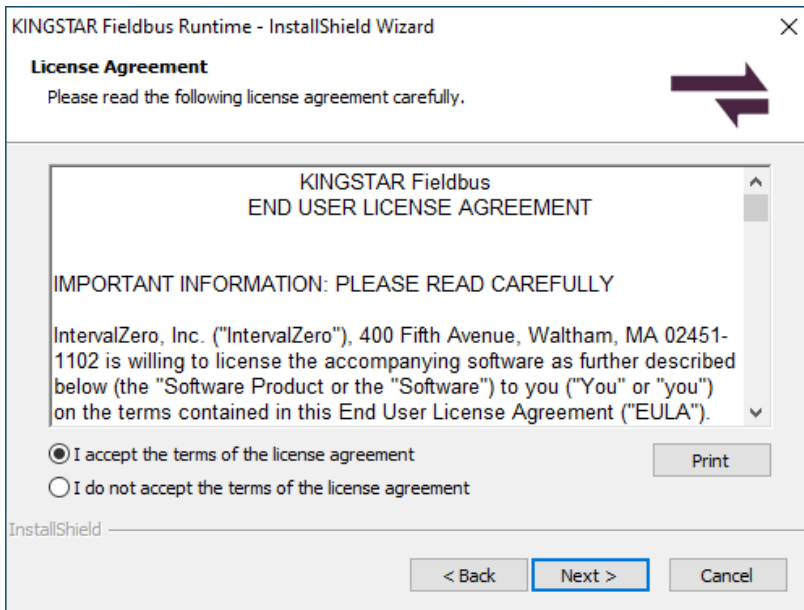 KINGSTAR Fieldbus Runtime - InstallShield Wizard
License Agreement
Please read the following license agreement carefully.
KINGSTAR Fieldbus
END USER LICENSE AGREEMENT
IMPORTANT INFORMATION: PLEASE READ CAREFULLY
IntervalZero, Inc. ("IntervalZero"), 400 Fifth Avenue, Waltham, MA 02451-
1102 is willing to license the accompanying software as further described
below (the "Software Product or the "Software") to you ("You" or "you")
on the terms contained in this End User License Agreement ("EULA").
I accept the terms of the license agreement
Print
I do not accept the terms of the license agreement
InstallShield
< Back
Next >
Cancel